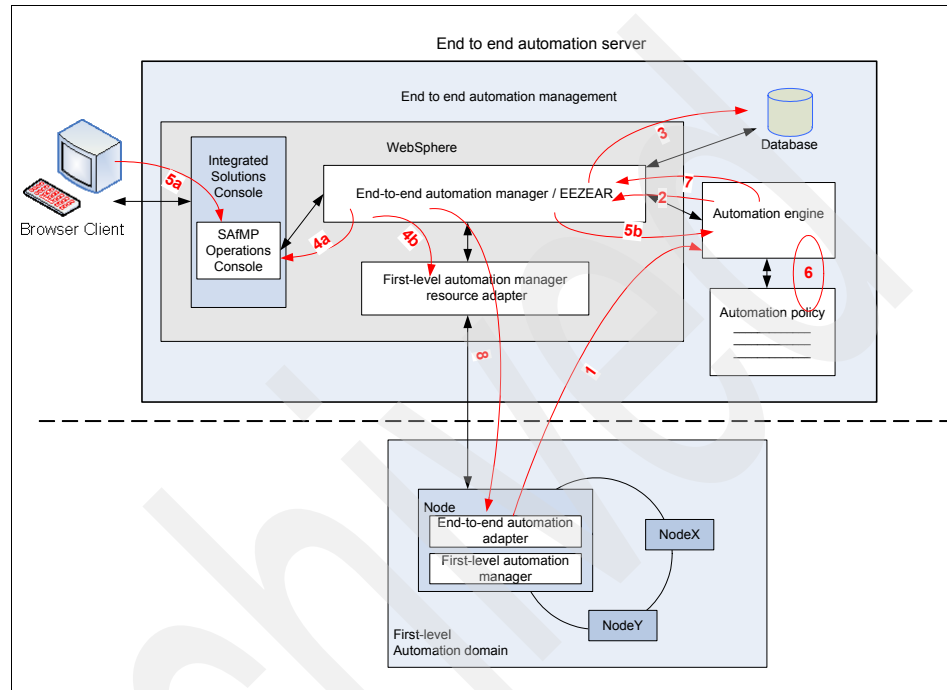 End to end automation server
End to end automation management
WebSphere
3
Database
Integrated
Solutions
Console
5a
Browser Client
End-to-end automation manager / EEZEAR
7
2
Automation engine
5b
SAfMP
Operations
Console
4a
4b
6
First-level automation manager
resource adapter
Automation policy
8
1
Node
End-to-end automation
adapter
First-level automation
manager
NodeX
NodeY
First-level
Automation domain
Archived